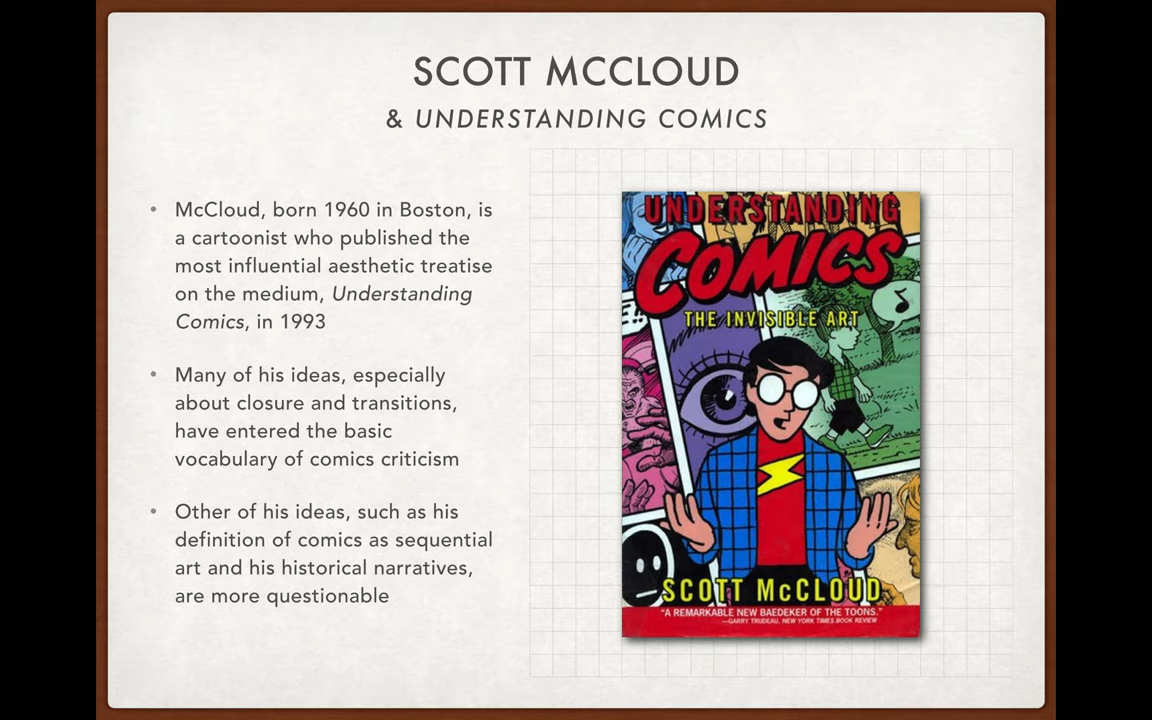 SCOTT MCCLOUD
& UNDERSTANDING COMICS
• McCloud, born 1960 in Boston, is
a cartoonist who published the
most influential aesthetic treatise
on the medium, Understanding
Comics, in 1993
• Many of his ideas, especially
about closure and transitions,
have entered the basic
vocabulary of comics criticism
• Other of his ideas, such as his
definition of comics as sequential
art and his historical narratives,
are more questionable
UNDERSTANDING
COMICS
THE INVISIBLE ART
SCOTT McCLOUD
"A REMARKABLE NEW BAEDEKER OF THE TOONS."
—GARRY TRUDEAU, NEW YORK TIMES BOOK REVIEW